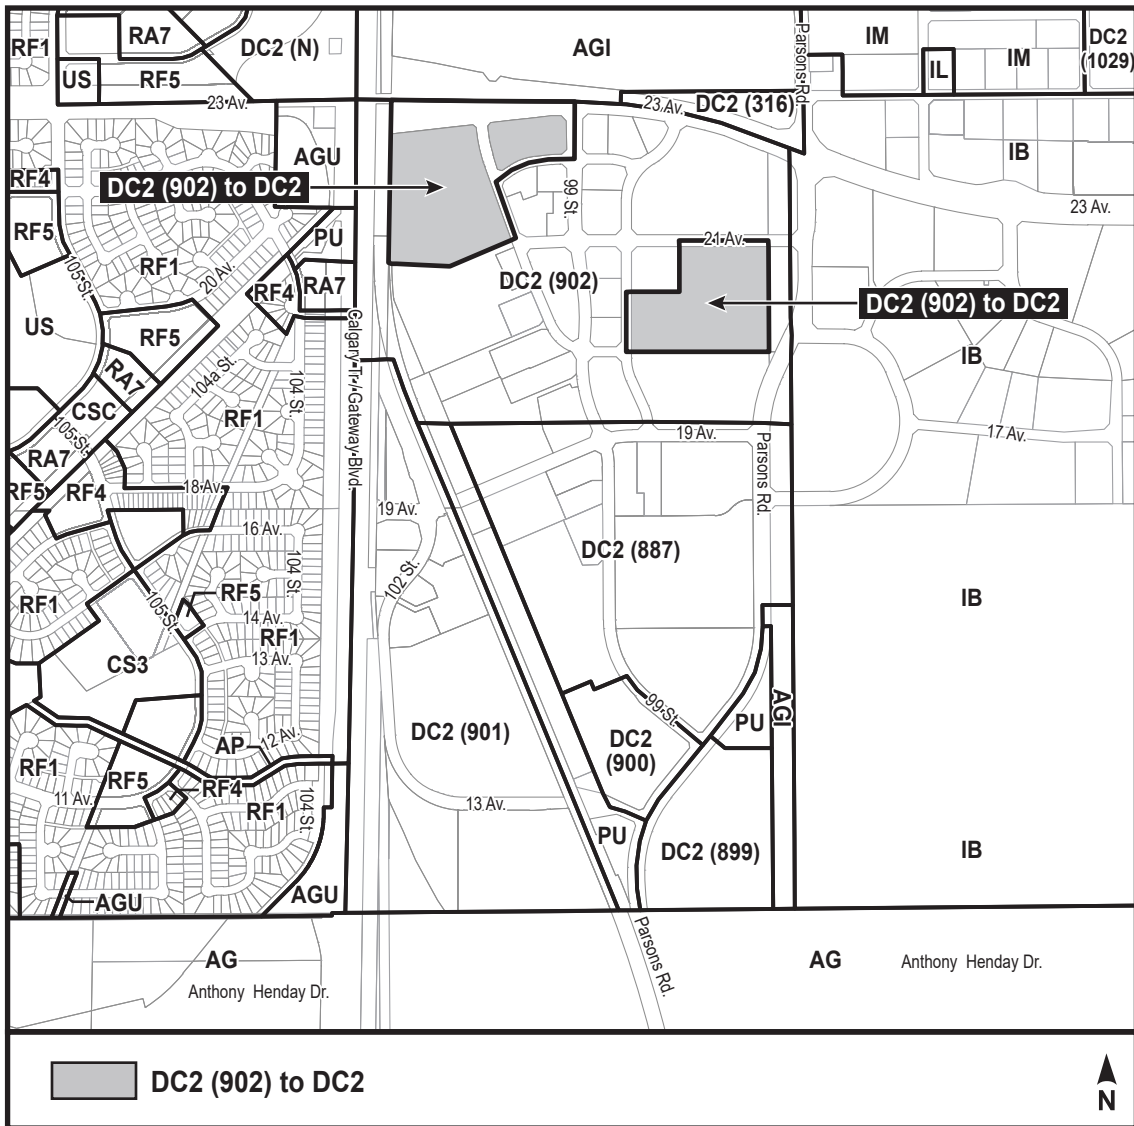 RF1
RA7
DC2 (N)
AGI
Parsons Rd.
IM
IM
DC2
(1029)
US
RF5
IL
23 Av.
23 Av.
DC2 (316)
AGU
IB
RF4
DC2 (902) to DC2
99 St.
23 Av.
RF5
PU
21 Av.
105 St.
RF1
20 Av.
RF4
RA7
DC2 (902)
DC2 (902) to DC2
US
RF5
Calgary Tr./Gateway Blvd.
IB
RA7
104a St.
104 St.
CSC
RF1
105 St.
19 Av.
Parsons Rd.
17 Av.
RA7
RF5
RF4
18 Av.
19 Av.
16 Av.
DC2 (887)
104 St.
102 St.
RF1
RF5
105 St.
14 Av.
RF1
IB
CS3
13 Av.
99 St.
AGI
PU
DC2 (901)
DC2
(900)
AP
12 Av.
RF1
RF5
RF4
11 Av.
RF1
104 St.
13 Av.
PU
DC2 (899)
IB
AGU
AGU
Parsons Rd.
AG
Anthony Henday Dr.
AG
Anthony Henday Dr.
DC2 (902) to DC2
N